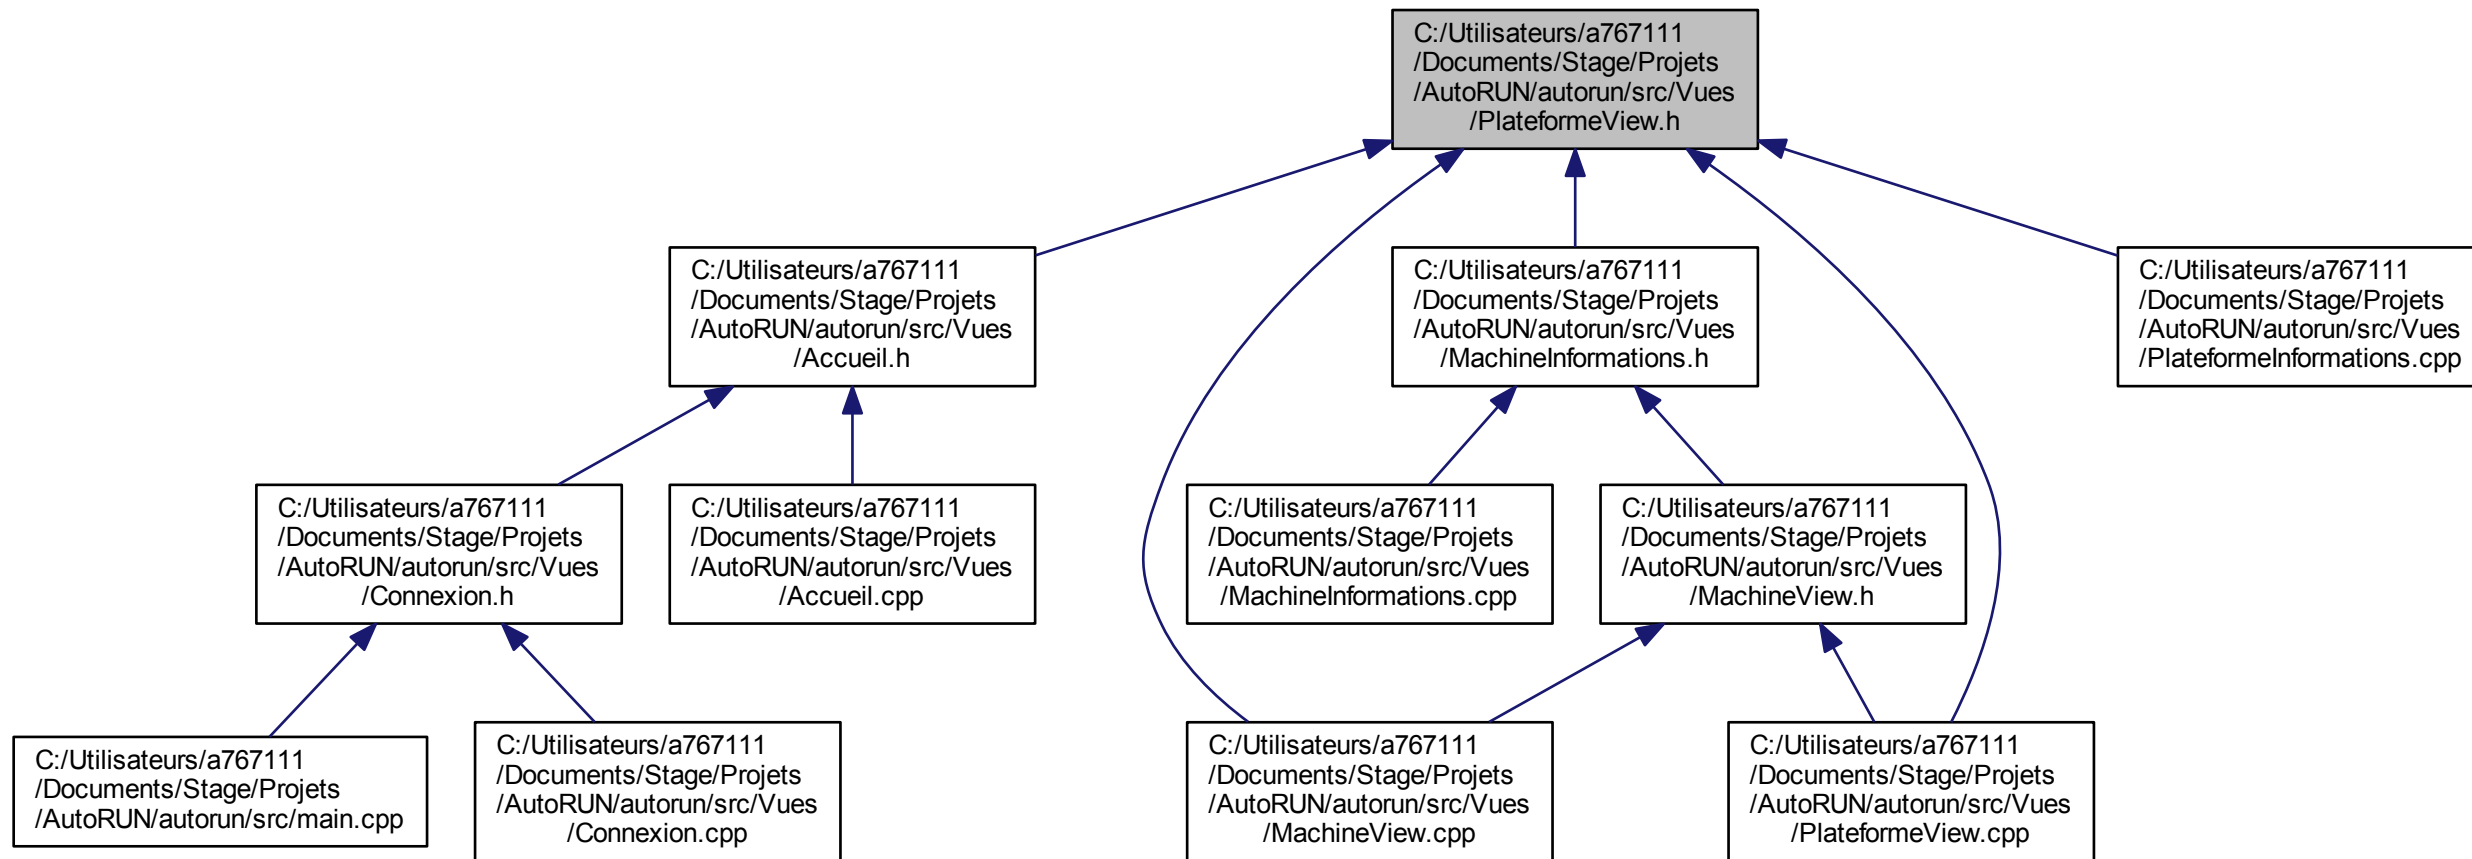 C:/Utilisateurs/a767111
/Documents/Stage/Projets
/AutoRUN/autorun/src/Vues
/PlateformeView.h
C:/Utilisateurs/a767111
/Documents/Stage/Projets
/AutoRUN/autorun/src/Vues
/Accueil.h
C:/Utilisateurs/a767111
/Documents/Stage/Projets
/AutoRUN/autorun/src/Vues
/MachineInformations.h
C:/Utilisateurs/a767111
/Documents/Stage/Projets
/AutoRUN/autorun/src/Vues
/PlateformeInformations.cpp
C:/Utilisateurs/a767111
/Documents/Stage/Projets
/AutoRUN/autorun/src/Vues
/Connexion.h
C:/Utilisateurs/a767111
/Documents/Stage/Projets
/AutoRUN/autorun/src/Vues
/Accueil.cpp
C:/Utilisateurs/a767111
/Documents/Stage/Projets
/AutoRUN/autorun/src/Vues
/MachineInformations.cpp
C:/Utilisateurs/a767111
/Documents/Stage/Projets
/AutoRUN/autorun/src/Vues
/MachineView.h
C:/Utilisateurs/a767111
/Documents/Stage/Projets
/AutoRUN/autorun/src/main.cpp
C:/Utilisateurs/a767111
/Documents/Stage/Projets
/AutoRUN/autorun/src/Vues
/Connexion.cpp
C:/Utilisateurs/a767111
/Documents/Stage/Projets
/AutoRUN/autorun/src/Vues
/MachineView.cpp
C:/Utilisateurs/a767111
/Documents/Stage/Projets
/AutoRUN/autorun/src/Vues
/PlateformeView.cpp